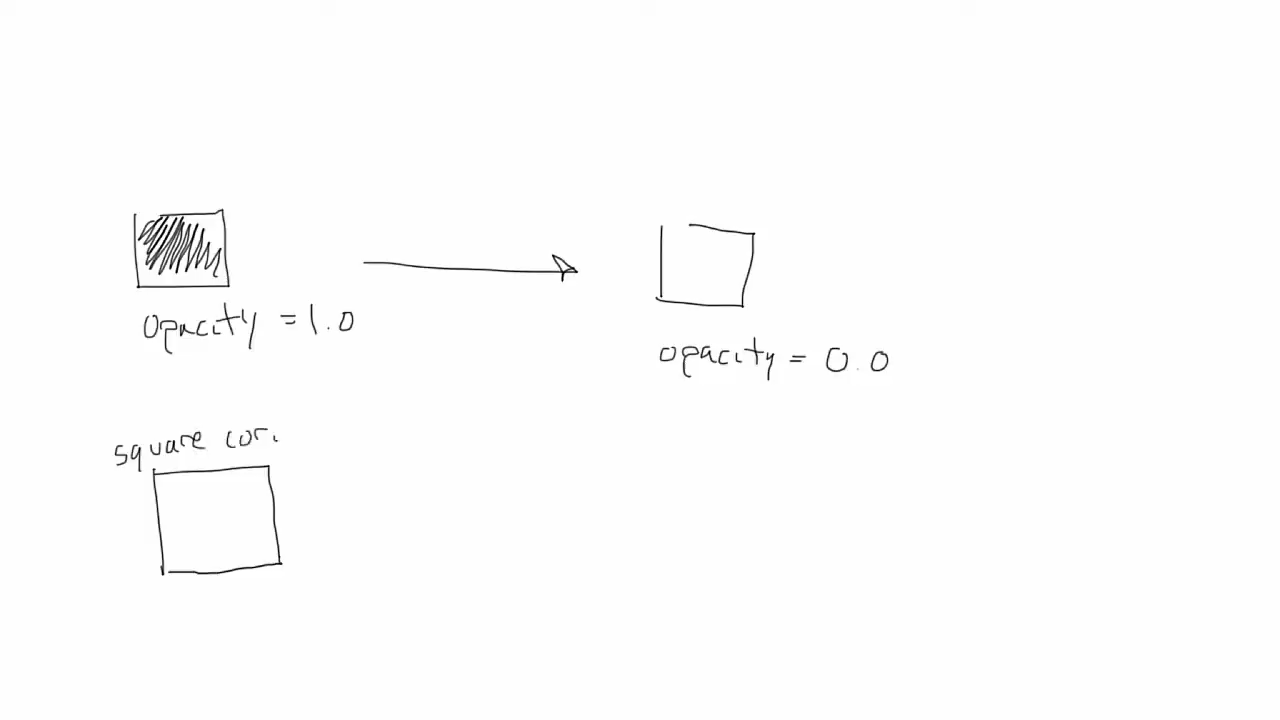 opacity = 1.0
opacity = 0.0
square cor.